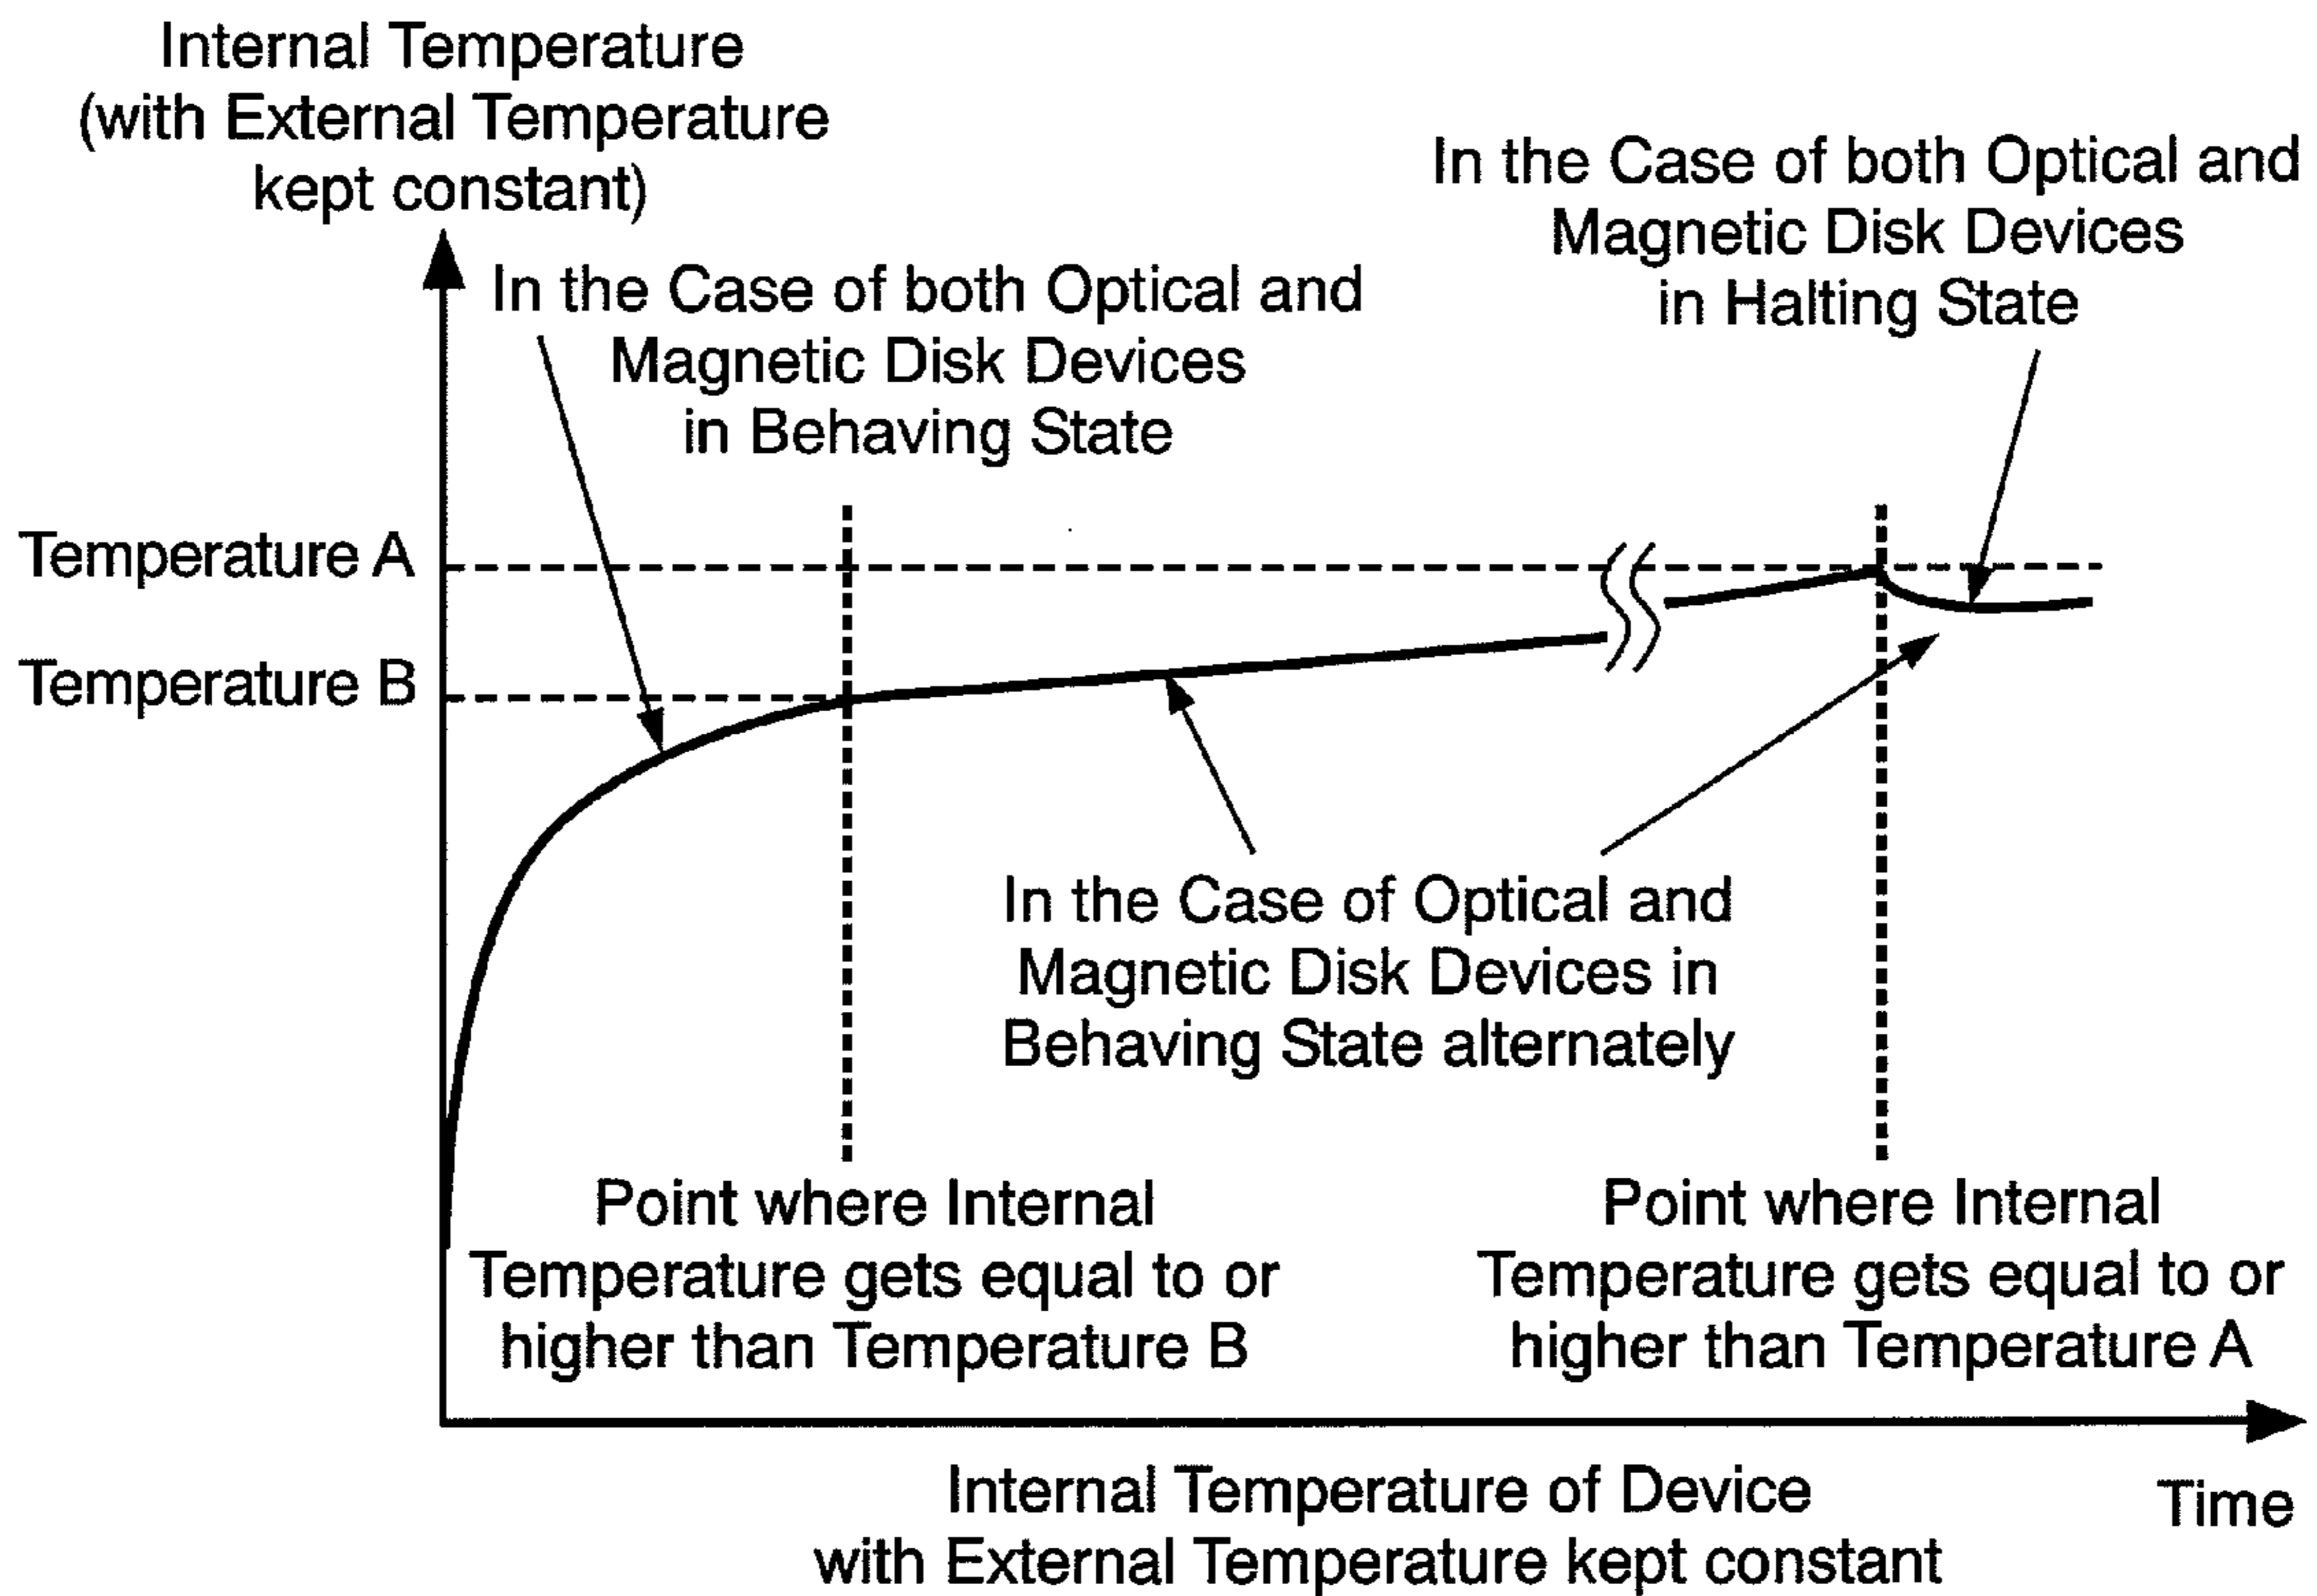 Internal Temperature
(with External Temperature
kept constant)
In the Case of both Optical and
Magnetic Disk Devices
in Halting State
In the Case of both Optical and
Magnetic Disk Devices
in Behaving State
Temperature A
Temperature B
In the Case of Optical and
Magnetic Disk Devices in
Behaving State alternately
Point where Internal
Temperature gets equal to or
higher than Temperature B
Point where Internal
Temperature gets equal to or
higher than Temperature A
Internal Temperature of Device
with External Temperature kept constant
Time